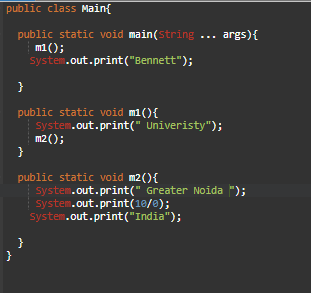 public class Main{
public static void main(String ... args){
m1();
System.out.print("Bennett");
}
public static void m1(){
System.out.print(" Univeristy");
m2();
}
public static void m2(){
System.out.print(" Greater Noida ");
System.out.print(10/0);
System.out.print("India");
}
}